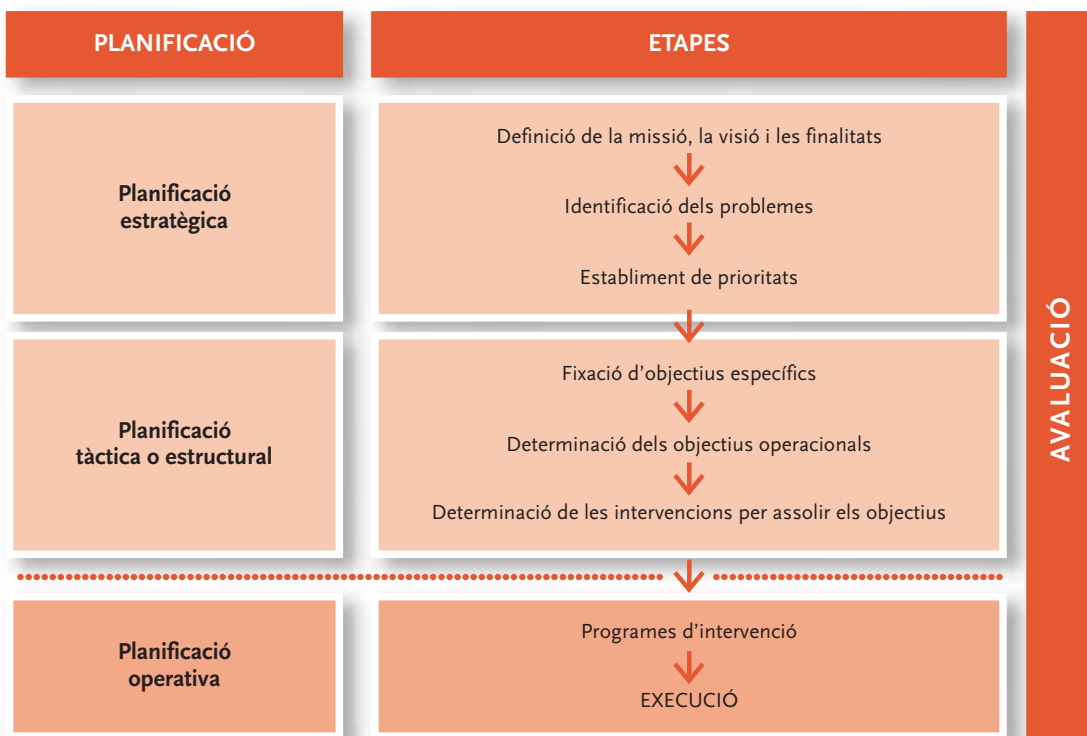 PLANIFICACIÓ
ETAPES
Planificació
estratègica
Definició de la missió, la visió i les finalitats
Identificació dels problemes
Establiment de prioritats
Planificació
tàctica o estructural
Fixació d’objectius específics
Determinació dels objectius operacionals
Determinació de les intervencions per assolir els objectius
Planificació
operativa
Programes d’intervenció
EXECUCIÓ
AVALUACIÓ